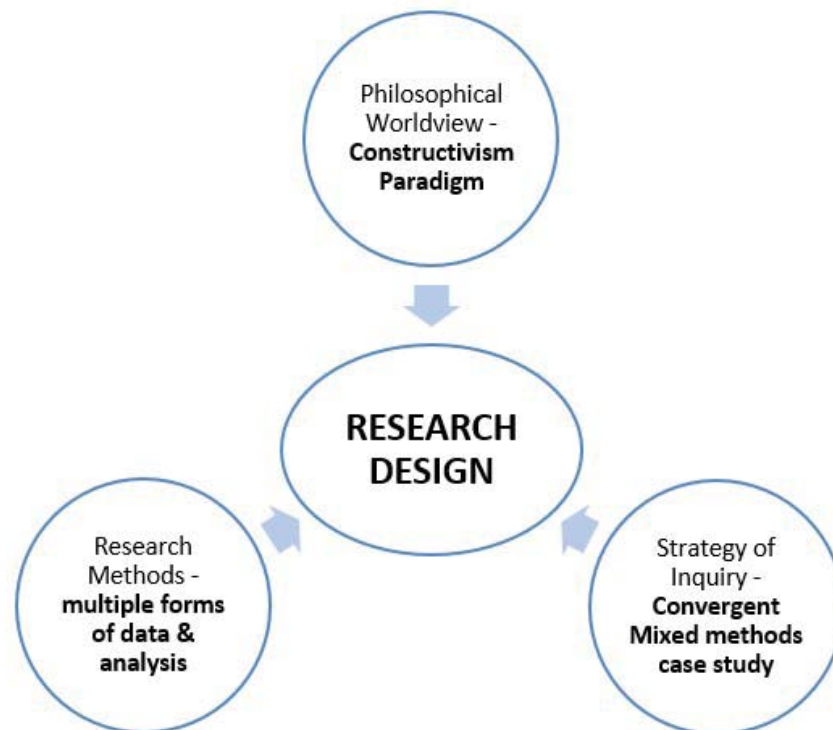 Philosophical
Worldview -
Constructivism
Paradigm
RESEARCH
DESIGN
Research
Methods -
multiple forms
of data &
analysis
Strategy of
Inquiry -
Convergent
Mixed methods
case study